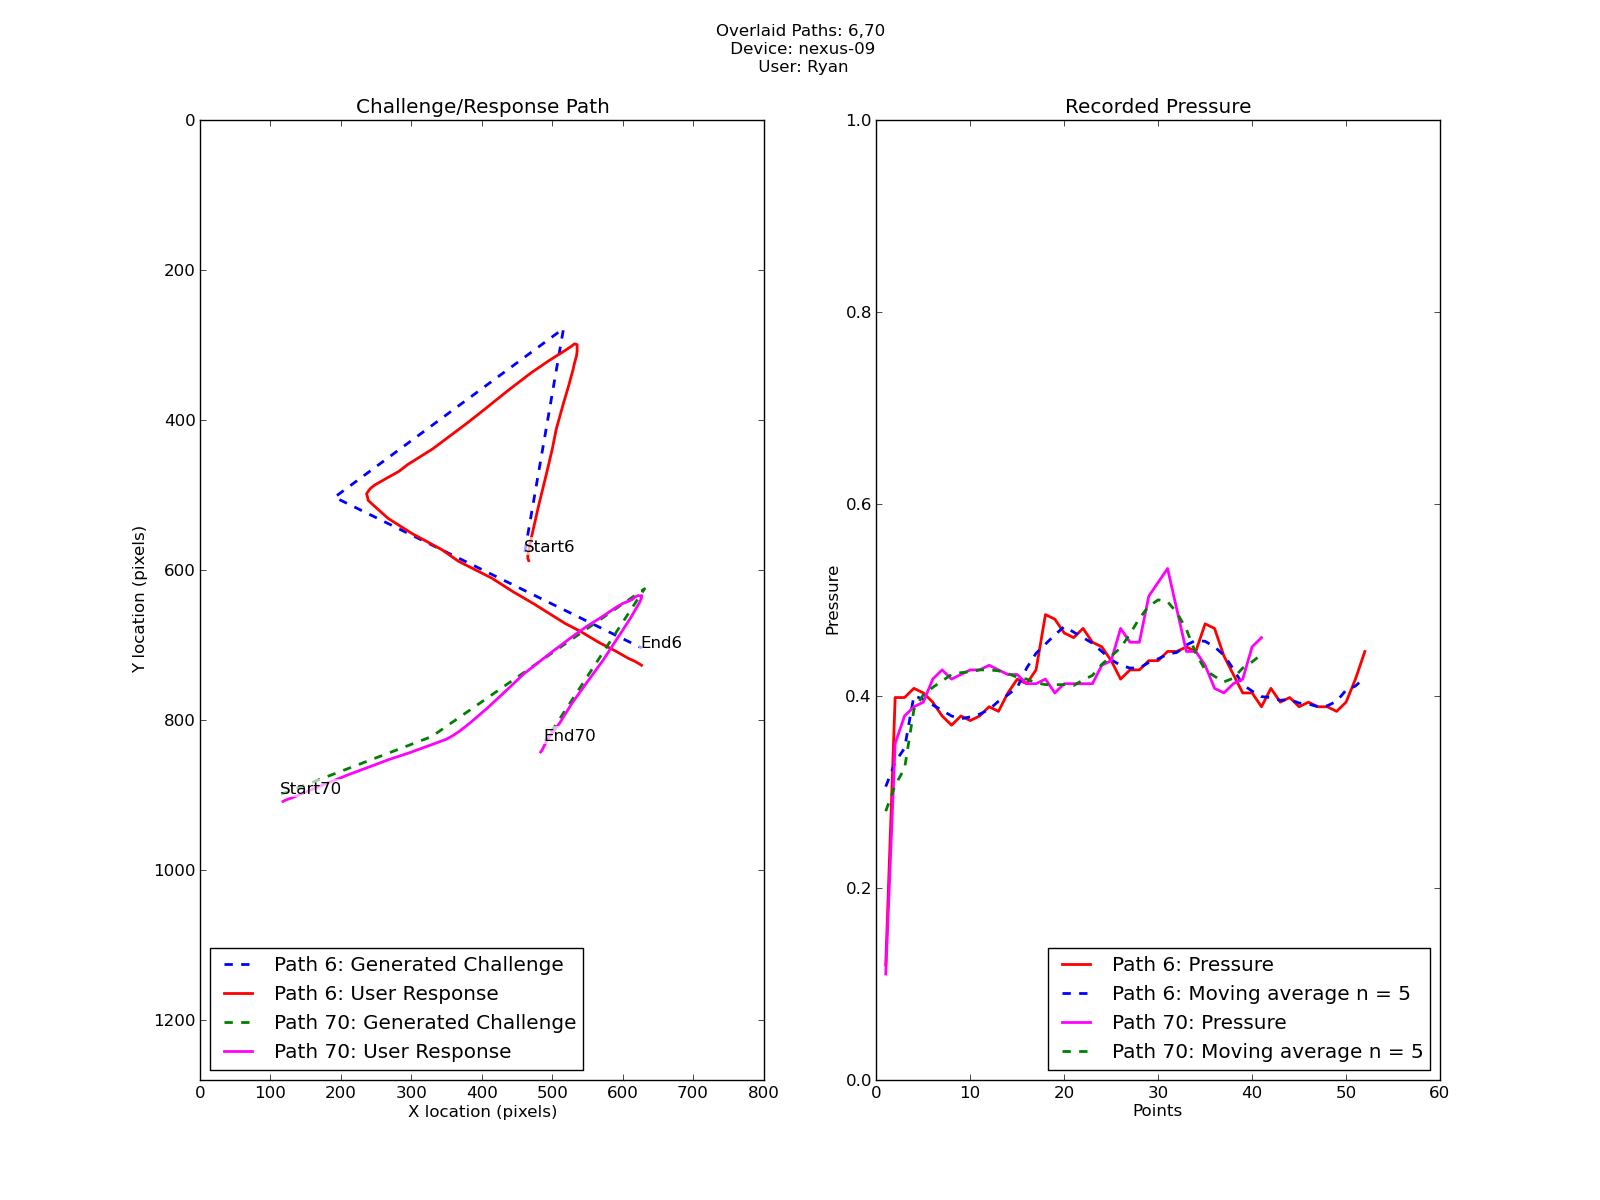 Overlaid Paths: 6,70
Device: nexus-09
User: Ryan
Challenge/Response Path
0
200
400
600
800
1000
1200
Y location (pixels)
Start6
End6
End70
Start70
Path 6: Generated Challenge
Path 6: User Response
Path 70: Generated Challenge
Path 70: User Response
0 100 200 300 400 500 600 700 800
X location (pixels)
Recorded Pressure
1.0
0.8
0.6
0.4
0.2
0.0
Pressure
Path 6: Pressure
Path 6: Moving average n = 5
Path 70: Pressure
Path 70: Moving average n = 5
0 10 20 30 40 50 60
Points